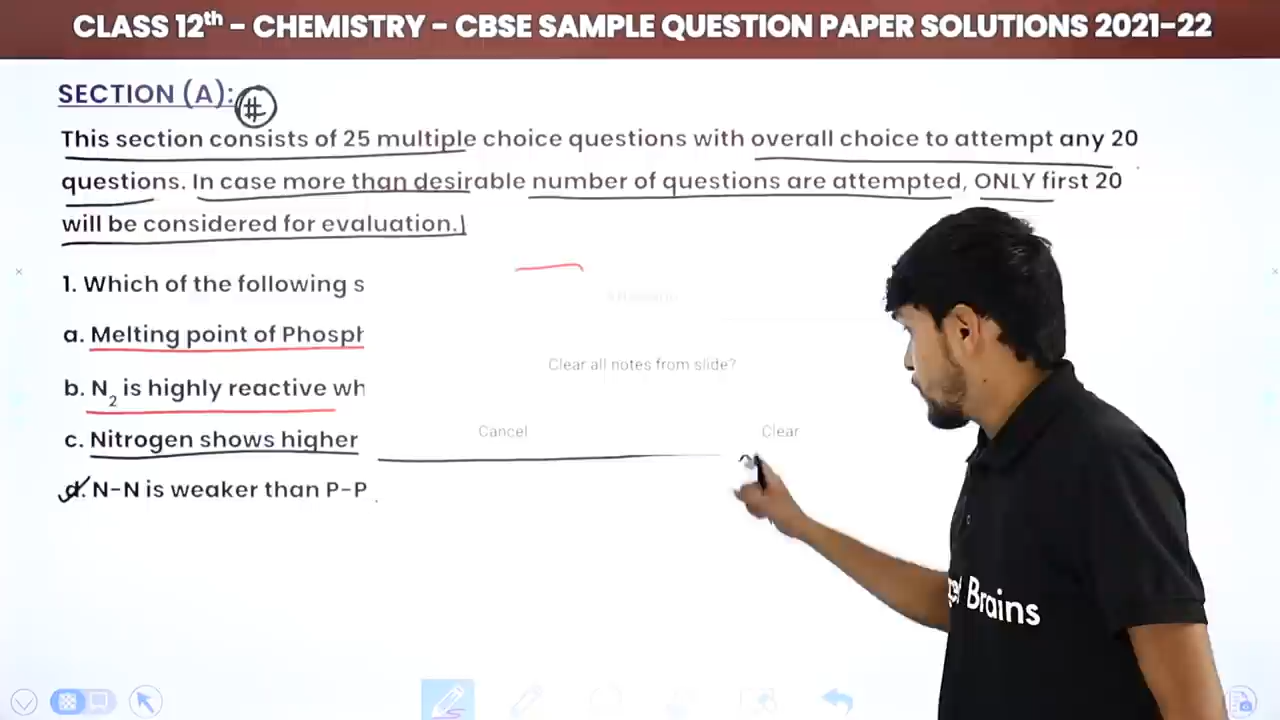 CLASS 12th - CHEMISTRY - CBSE SAMPLE QUESTION PAPER SOLUTIONS 2021-22
SECTION (A): #
This section consists of 25 multiple choice questions with overall choice to attempt any 20
questions. In case more than desirable number of questions are attempted, ONLY first 20
will be considered for evaluation.
1. Which of the following s
a. Melting point of Phosph
Clear all notes from slide?
b. N2 is highly reactive wh
Cancel Clear
c. Nitrogen shows higher
d. N-N is weaker than P-P
Brains